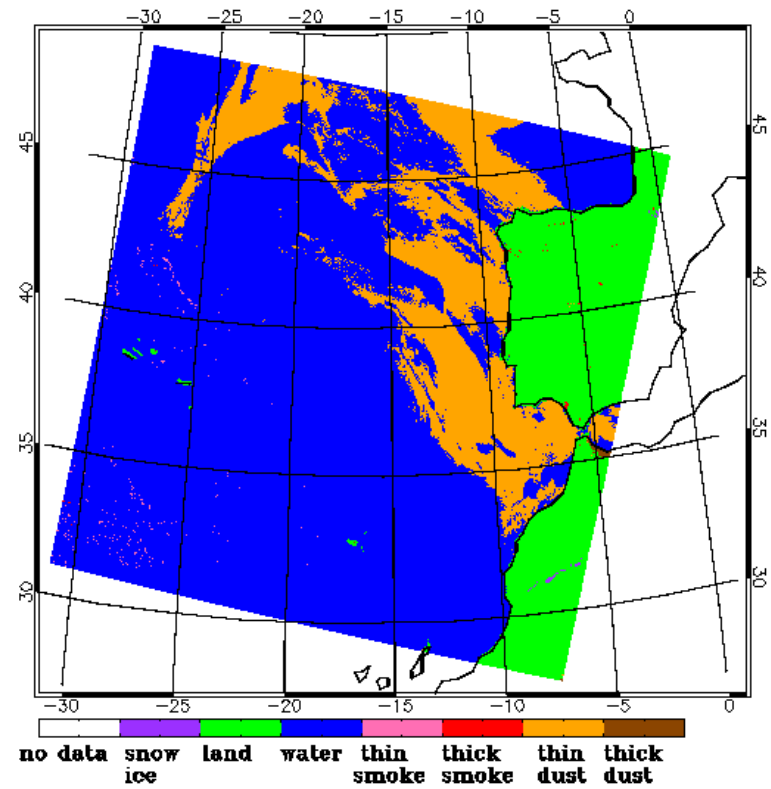 −30 −25 −20 −15 −10 −5 0
45 45
40 40
35 35
30 30
−30 −25 −20 −15 −10 −5 0
no data snow land water thin thick thin thick
ice smoke smoke dust dust